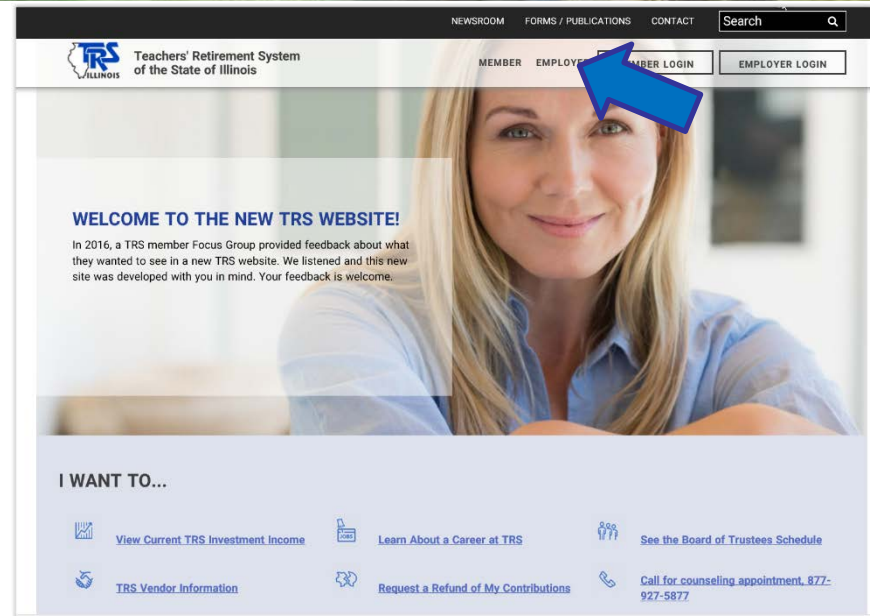 NEWSROOM FORMS / PUBLICATIONS CONTACT Search
TRS
ILLINOIS
Teachers' Retirement System
of the State of Illinois
MEMBER LOGIN EMPLOYER LOGIN
MEMBER
WELCOME TO THE NEW TRS WEBSITE!
In 2016, a TRS member Focus Group provided feedback about what
they wanted to see in a new TRS website. We listened and this new
site was developed with you in mind. Your feedback is welcome.
I WANT TO...
View Current TRS Investment Income
JOBS
Learn About a Career at TRS
See the Board of Trustees Schedule
TRS Vendor Information
Request a Refund of My Contributions
Call for counseling appointment, 877-
927-5877